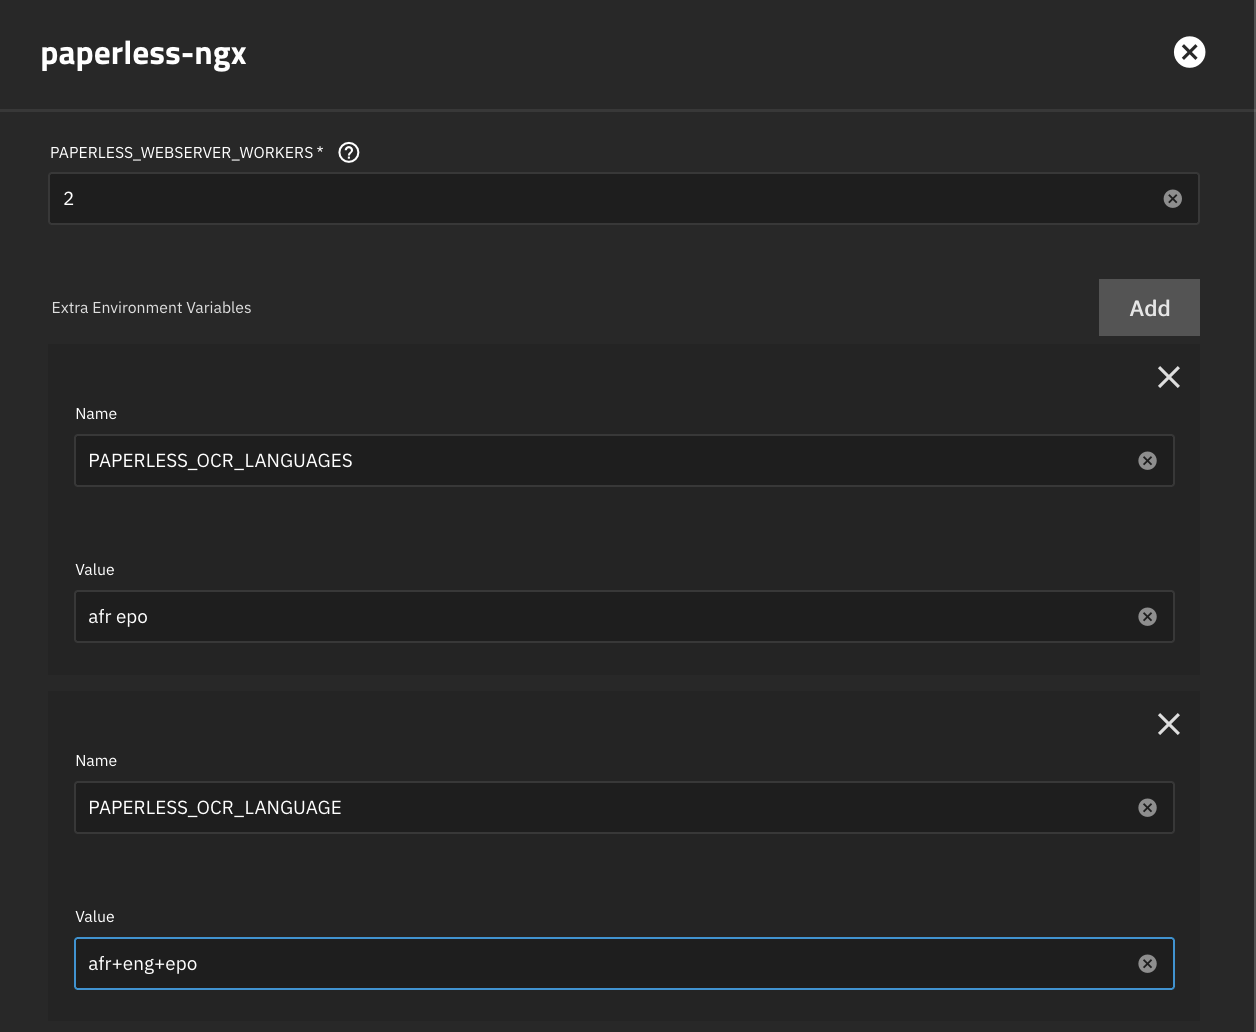 paperless-ngx
PAPERLESS_WEBSERVER_WORKERS *
2
Extra Environment Variables
Add
Name
PAPERLESS_OCR_LANGUAGES
Value
afr epo
Name
PAPERLESS_OCR_LANGUAGE
Value
afr+eng+epo